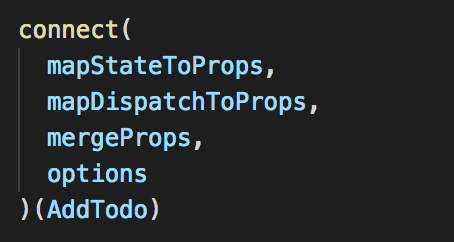 connect(
  mapStateToProps,
  mapDispatchToProps,
  mergeProps,
  options
)(AddTodo)